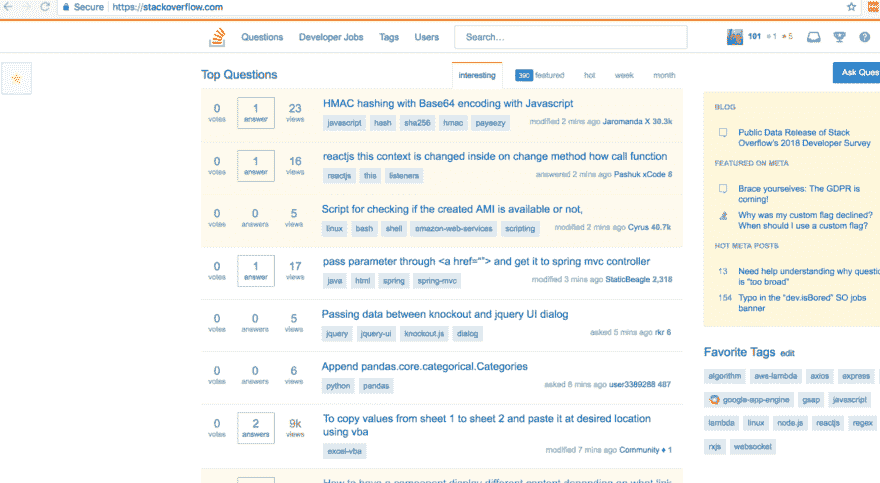 Secure https://stackoverflow.com
Questions Developer Jobs Tags Users Search... 101 1 5
Top Questions
interesting 390 featured hot week month
Ask Ques
0 votes 1 answer 23 views
HMAC hashing with Base64 encoding with Javascript
javascript hash sha256 hmac payeezy
modified 2 mins ago Jaromanda X 30.3k
0 votes 1 answer 16 views
reactjs this context is changed inside on change method how call function
reactjs this listeners
answered 2 mins ago Pashuk xCode 6
0 votes 0 answers 5 views
Script for checking if the created AMI is available or not,
linux bash shell amazon-web-services scripting
modified 2 mins ago Cyrus 40.7k
0 votes 1 answer 17 views
pass parameter through <a href=""> and get it to spring mvc controller
java html spring spring-mvc
modified 3 mins ago StaticBeagle 2,318
0 votes 0 answers 5 views
Passing data between knockout and jquery UI dialog
jquery jquery-ui knockout.js dialog
asked 5 mins ago rkr 6
0 votes 0 answers 6 views
Append pandas.core.categorical.Categories
python pandas
asked 6 mins ago user3389288 487
0 votes 2 answers 9k views
To copy values from sheet 1 to sheet 2 and paste it at desired location
using vba
excel-vba
modified 7 mins ago Community ♦ 1
How to have a component display different content depending on what link
BLOG
Public Data Release of Stack
Overflow's 2018 Developer Survey
FEATURED ON META
Brace yourselves: The GDPR is
coming!
Why was my custom flag declined?
When should I use a custom flag?
HOT META POSTS
13 Need help understanding why questio
is "too broad"
154 Typo in the "dev.isBored" SO jobs
banner
Favorite Tags edit
algorithm aws-lambda axios express
google-app-engine gsap javascript
lambda linux node.js reactjs regex
rxjs websocket